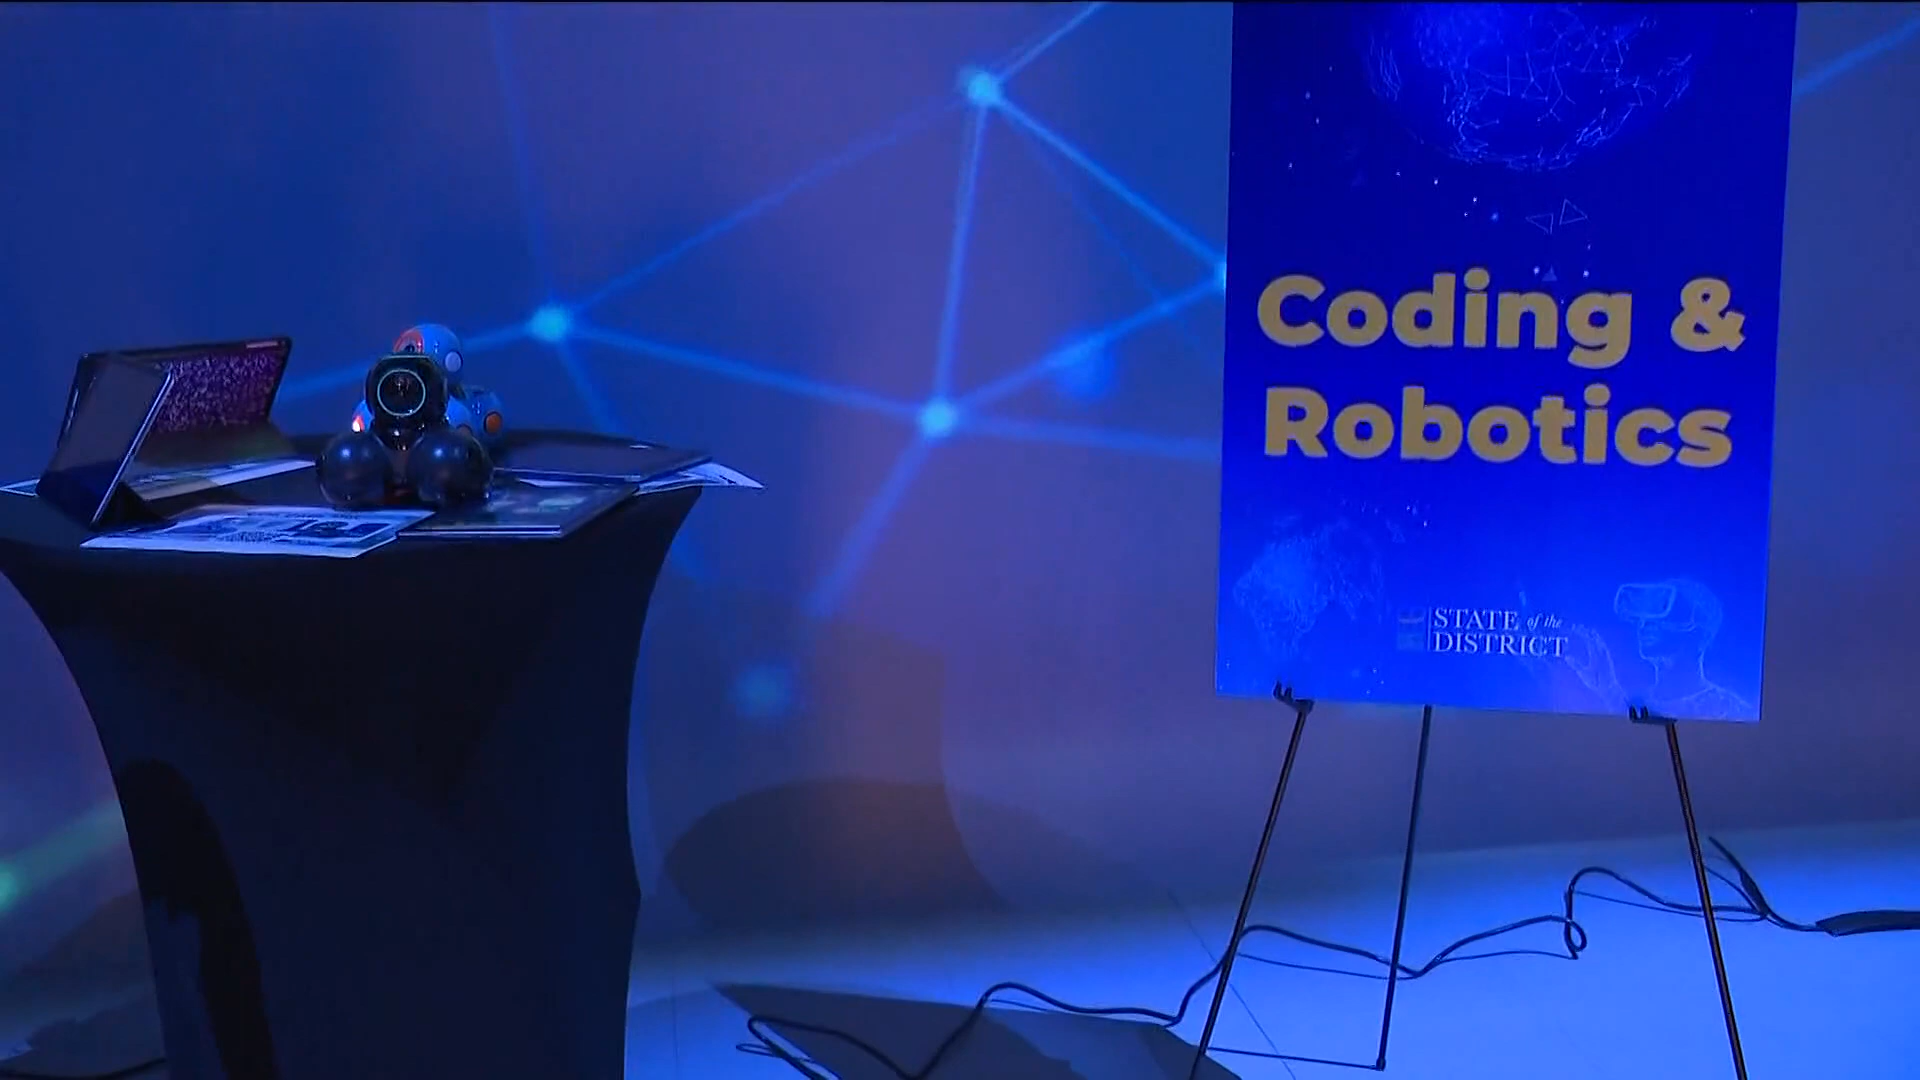 Coding &
Robotics
STATE of the
DISTRICT